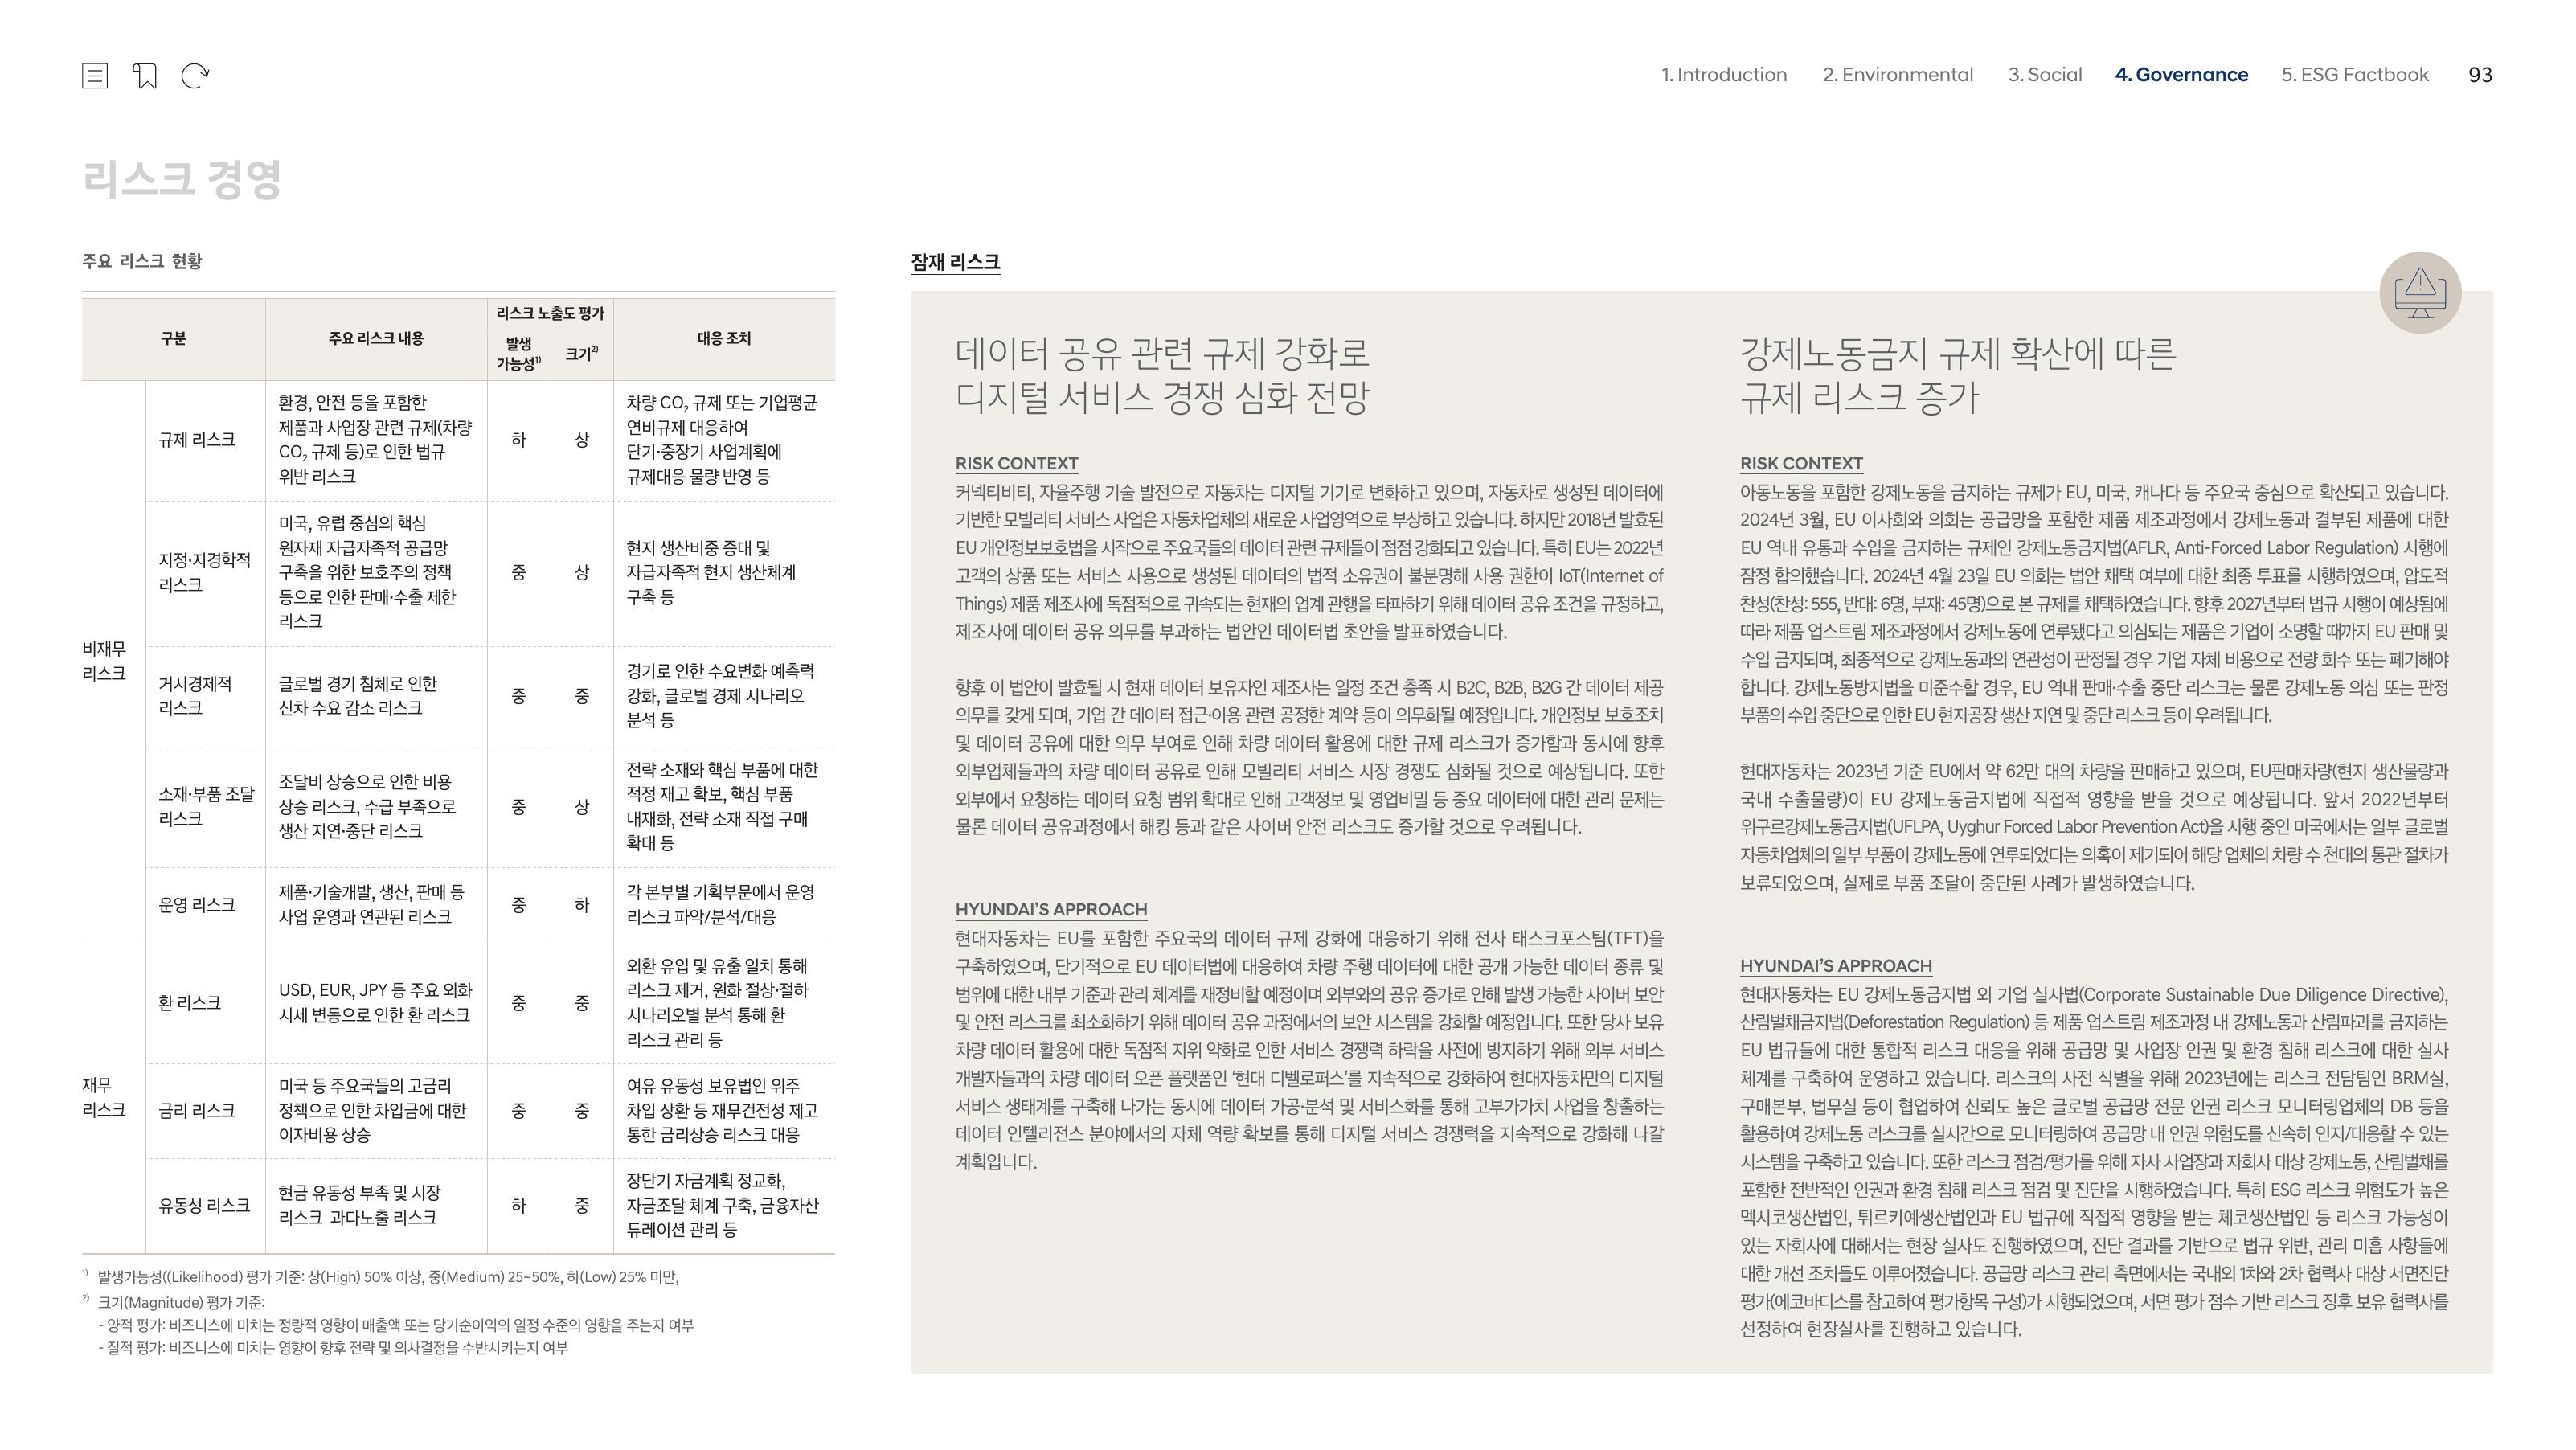 1. Introduction 2. Environmental 3. Social 4. Governance 5. ESG Factbook 93
리스크 경영
주요 리스크 현황
구분
주요 리스크 내용
리스크 노출도 평가
발생
가능성1)
크기2)
대응 조치
비재무
리스크
규제 리스크
환경, 안전 등을 포함한
제품과 사업장 관련 규제(차량
CO₂ 규제 등)로 인한 법규
위반 리스크
하
상
차량 CO₂ 규제 또는 기업평균
연비규제 대응하여
단기·중장기 사업계획에
규제대응 물량 반영 등
지정·지경학적
리스크
미국, 유럽 중심의 핵심
원자재 자급자족적 공급망
구축을 위한 보호주의 정책
등으로 인한 판매·수출 제한
리스크
중
상
현지 생산비중 증대 및
자급자족적 현지 생산체계
구축 등
거시경제적
리스크
글로벌 경기 침체로 인한
신차 수요 감소 리스크
중
중
경기로 인한 수요변화 예측력
강화, 글로벌 경제 시나리오
분석 등
소재·부품 조달
리스크
조달비 상승으로 인한 비용
상승 리스크, 수급 부족으로
생산 지연·중단 리스크
중
상
전략 소재와 핵심 부품에 대한
적정 재고 확보, 핵심 부품
내재화, 전략 소재 직접 구매
확대 등
운영 리스크
제품·기술개발, 생산, 판매 등
사업 운영과 연관된 리스크
중
하
각 본부별 기획부문에서 운영
리스크 파악/분석/대응
재무
리스크
환 리스크
USD, EUR, JPY 등 주요 외화
시세 변동으로 인한 환 리스크
중
중
외환 유입 및 유출 일치 통해
리스크 제거, 원화 절상·절하
시나리오별 분석 통해 환
리스크 관리 등
금리 리스크
미국 등 주요국들의 고금리
정책으로 인한 차입금에 대한
이자비용 상승
중
중
여유 유동성 보유법인 위주
차입 상환 등 재무건전성 제고
통한 금리상승 리스크 대응
유동성 리스크
현금 유동성 부족 및 시장
리스크 과다노출 리스크
하
중
장단기 자금계획 정교화,
자금조달 체계 구축, 금융자산
듀레이션 관리 등
1) 발생가능성((Likelihood) 평가 기준: 상(High) 50% 이상, 중(Medium) 25~50%, 하(Low) 25% 미만,
2) 크기(Magnitude) 평가 기준:
- 양적 평가: 비즈니스에 미치는 정량적 영향이 매출액 또는 당기순이익의 일정 수준의 영향을 주는지 여부
- 질적 평가: 비즈니스에 미치는 영향이 향후 전략 및 의사결정을 수반시키는지 여부
잠재 리스크
데이터 공유 관련 규제 강화로
디지털 서비스 경쟁 심화 전망
RISK CONTEXT
커넥티비티, 자율주행 기술 발전으로 자동차는 디지털 기기로 변화하고 있으며, 자동차로 생성된 데이터에
기반한 모빌리티 서비스 사업은 자동차업체의 새로운 사업영역으로 부상하고 있습니다. 하지만 2018년 발효된
EU 개인정보보호법을 시작으로 주요국들의 데이터 관련 규제들이 점점 강화되고 있습니다. 특히 EU는 2022년
고객의 상품 또는 서비스 사용으로 생성된 데이터의 법적 소유권이 불분명해 사용 권한이 IoT(Internet of
Things) 제품 제조사에 독점적으로 귀속되는 현재의 업계 관행을 타파하기 위해 데이터 공유 조건을 규정하고,
제조사에 데이터 공유 의무를 부과하는 법안인 데이터법 초안을 발표하였습니다.
향후 이 법안이 발효될 시 현재 데이터 보유자인 제조사는 일정 조건 충족 시 B2C, B2B, B2G 간 데이터 제공
의무를 갖게 되며, 기업 간 데이터 접근·이용 관련 공정한 계약 등이 의무화될 예정입니다. 개인정보 보호조치
및 데이터 공유에 대한 의무 부여로 인해 차량 데이터 활용에 대한 규제 리스크가 증가함과 동시에 향후
외부업체들과의 차량 데이터 공유로 인해 모빌리티 서비스 시장 경쟁도 심화될 것으로 예상됩니다. 또한
외부에서 요청하는 데이터 요청 범위 확대로 인해 고객정보 및 영업비밀 등 중요 데이터에 대한 관리 문제는
물론 데이터 공유과정에서 해킹 등과 같은 사이버 안전 리스크도 증가할 것으로 우려됩니다.
HYUNDAI’S APPROACH
현대자동차는 EU를 포함한 주요국의 데이터 규제 강화에 대응하기 위해 전사 태스크포스팀(TFT)을
구축하였으며, 단기적으로 EU 데이터법에 대응하여 차량 주행 데이터에 대한 공개 가능한 데이터 종류 및
범위에 대한 내부 기준과 관리 체계를 재정비할 예정이며 외부와의 공유 증가로 인해 발생 가능한 사이버 보안
및 안전 리스크를 최소화하기 위해 데이터 공유 과정에서의 보안 시스템을 강화할 예정입니다. 또한 당사 보유
차량 데이터 활용에 대한 독점적 지위 약화로 인한 서비스 경쟁력 하락을 사전에 방지하기 위해 외부 서비스
개발자들과의 차량 데이터 오픈 플랫폼인 ‘현대 디벨로퍼스’를 지속적으로 강화하여 현대자동차만의 디지털
서비스 생태계를 구축해 나가는 동시에 데이터 가공·분석 및 서비스화를 통해 고부가가치 사업을 창출하는
데이터 인텔리전스 분야에서의 자체 역량 확보를 통해 디지털 서비스 경쟁력을 지속적으로 강화해 나갈
계획입니다.
강제노동금지 규제 확산에 따른
규제 리스크 증가
RISK CONTEXT
아동노동을 포함한 강제노동을 금지하는 규제가 EU, 미국, 캐나다 등 주요국 중심으로 확산되고 있습니다.
2024년 3월, EU 이사회와 의회는 공급망을 포함한 제품 제조과정에서 강제노동과 결부된 제품에 대한
EU 역내 유통과 수입을 금지하는 규제인 강제노동금지법(AFLR, Anti-Forced Labor Regulation) 시행에
잠정 합의했습니다. 2024년 4월 23일 EU 의회는 법안 채택 여부에 대한 최종 투표를 시행하였으며, 압도적
찬성(찬성: 555, 반대: 6명, 부재: 45명)으로 본 규제를 채택하였습니다. 향후 2027년부터 법규 시행이 예상됨에
따라 제품 업스트림 제조과정에서 강제노동에 연루됐다고 의심되는 제품은 기업이 소명할 때까지 EU 판매 및
수입 금지되며, 최종적으로 강제노동과의 연관성이 판정될 경우 기업 자체 비용으로 전량 회수 또는 폐기해야
합니다. 강제노동방지법을 미준수할 경우, EU 역내 판매·수출 중단 리스크는 물론 강제노동 의심 또는 판정
부품의 수입 중단으로 인한 EU 현지공장 생산 지연 및 중단 리스크 등이 우려됩니다.
현대자동차는 2023년 기준 EU에서 약 62만 대의 차량을 판매하고 있으며, EU판매차량(현지 생산물량과
국내 수출물량)이 EU 강제노동금지법에 직접적 영향을 받을 것으로 예상됩니다. 앞서 2022년부터
위구르강제노동금지법(UFLPA, Uyghur Forced Labor Prevention Act)을 시행 중인 미국에서는 일부 글로벌
자동차업체의 일부 부품이 강제노동에 연루되었다는 의혹이 제기되어 해당 업체의 차량 수 천대의 통관 절차가
보류되었으며, 실제로 부품 조달이 중단된 사례가 발생하였습니다.
HYUNDAI’S APPROACH
현대자동차는 EU 강제노동금지법 외 기업 실사법(Corporate Sustainable Due Diligence Directive),
산림벌채금지법(Deforestation Regulation) 등 제품 업스트림 제조과정 내 강제노동과 산림파괴를 금지하는
EU 법규들에 대한 통합적 리스크 대응을 위해 공급망 및 사업장 인권 및 환경 침해 리스크에 대한 실사
체계를 구축하여 운영하고 있습니다. 리스크의 사전 식별을 위해 2023년에는 리스크 전담팀인 BRM실,
구매본부, 법무실 등이 협업하여 신뢰도 높은 글로벌 공급망 전문 인권 리스크 모니터링업체의 DB 등을
활용하여 강제노동 리스크를 실시간으로 모니터링하여 공급망 내 인권 위험도를 신속히 인지/대응할 수 있는
시스템을 구축하고 있습니다. 또한 리스크 점검/평가를 위해 자사 사업장과 자회사 대상 강제노동, 산림벌채를
포함한 전반적인 인권과 환경 침해 리스크 점검 및 진단을 시행하였습니다. 특히 ESG 리스크 위험도가 높은
멕시코생산법인, 튀르키예생산법인과 EU 법규에 직접적 영향을 받는 체코생산법인 등 리스크 가능성이
있는 자회사에 대해서는 현장 실사도 진행하였으며, 진단 결과를 기반으로 법규 위반, 관리 미흡 사항들에
대한 개선 조치들도 이루어졌습니다. 공급망 리스크 관리 측면에서는 국내외 1차와 2차 협력사 대상 서면진단
평가(에코바디스를 참고하여 평가항목 구성)가 시행되었으며, 서면 평가 점수 기반 리스크 징후 보유 협력사를
선정하여 현장실사를 진행하고 있습니다.